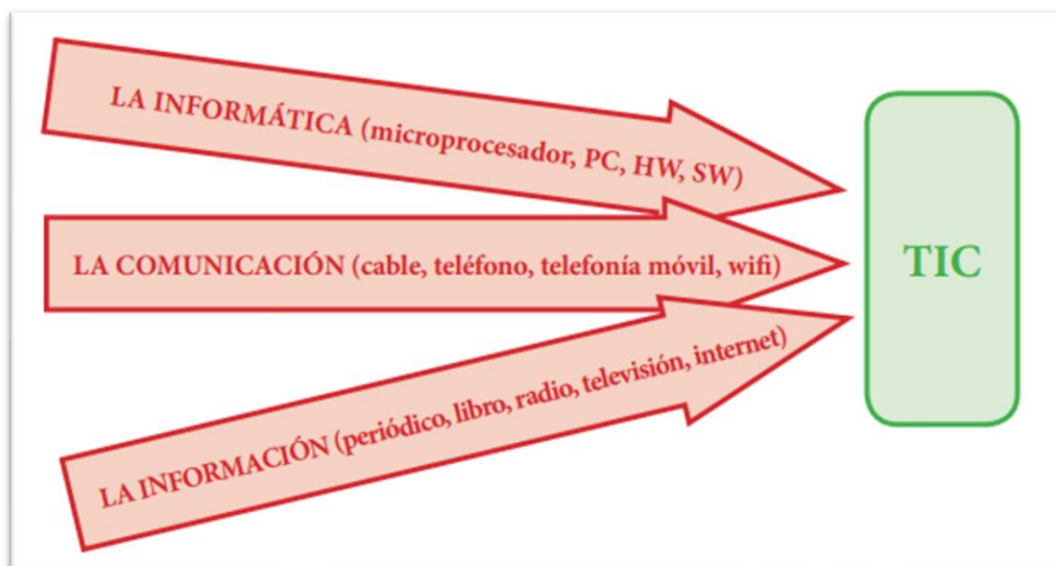 LA INFORMÁTICA (microprocesador, PC, HW, SW)
LA COMUNICACIÓN (cable, teléfono, telefonía móvil, wifi)
LA INFORMACIÓN (periódico, libro, radio, televisión, internet)
TIC